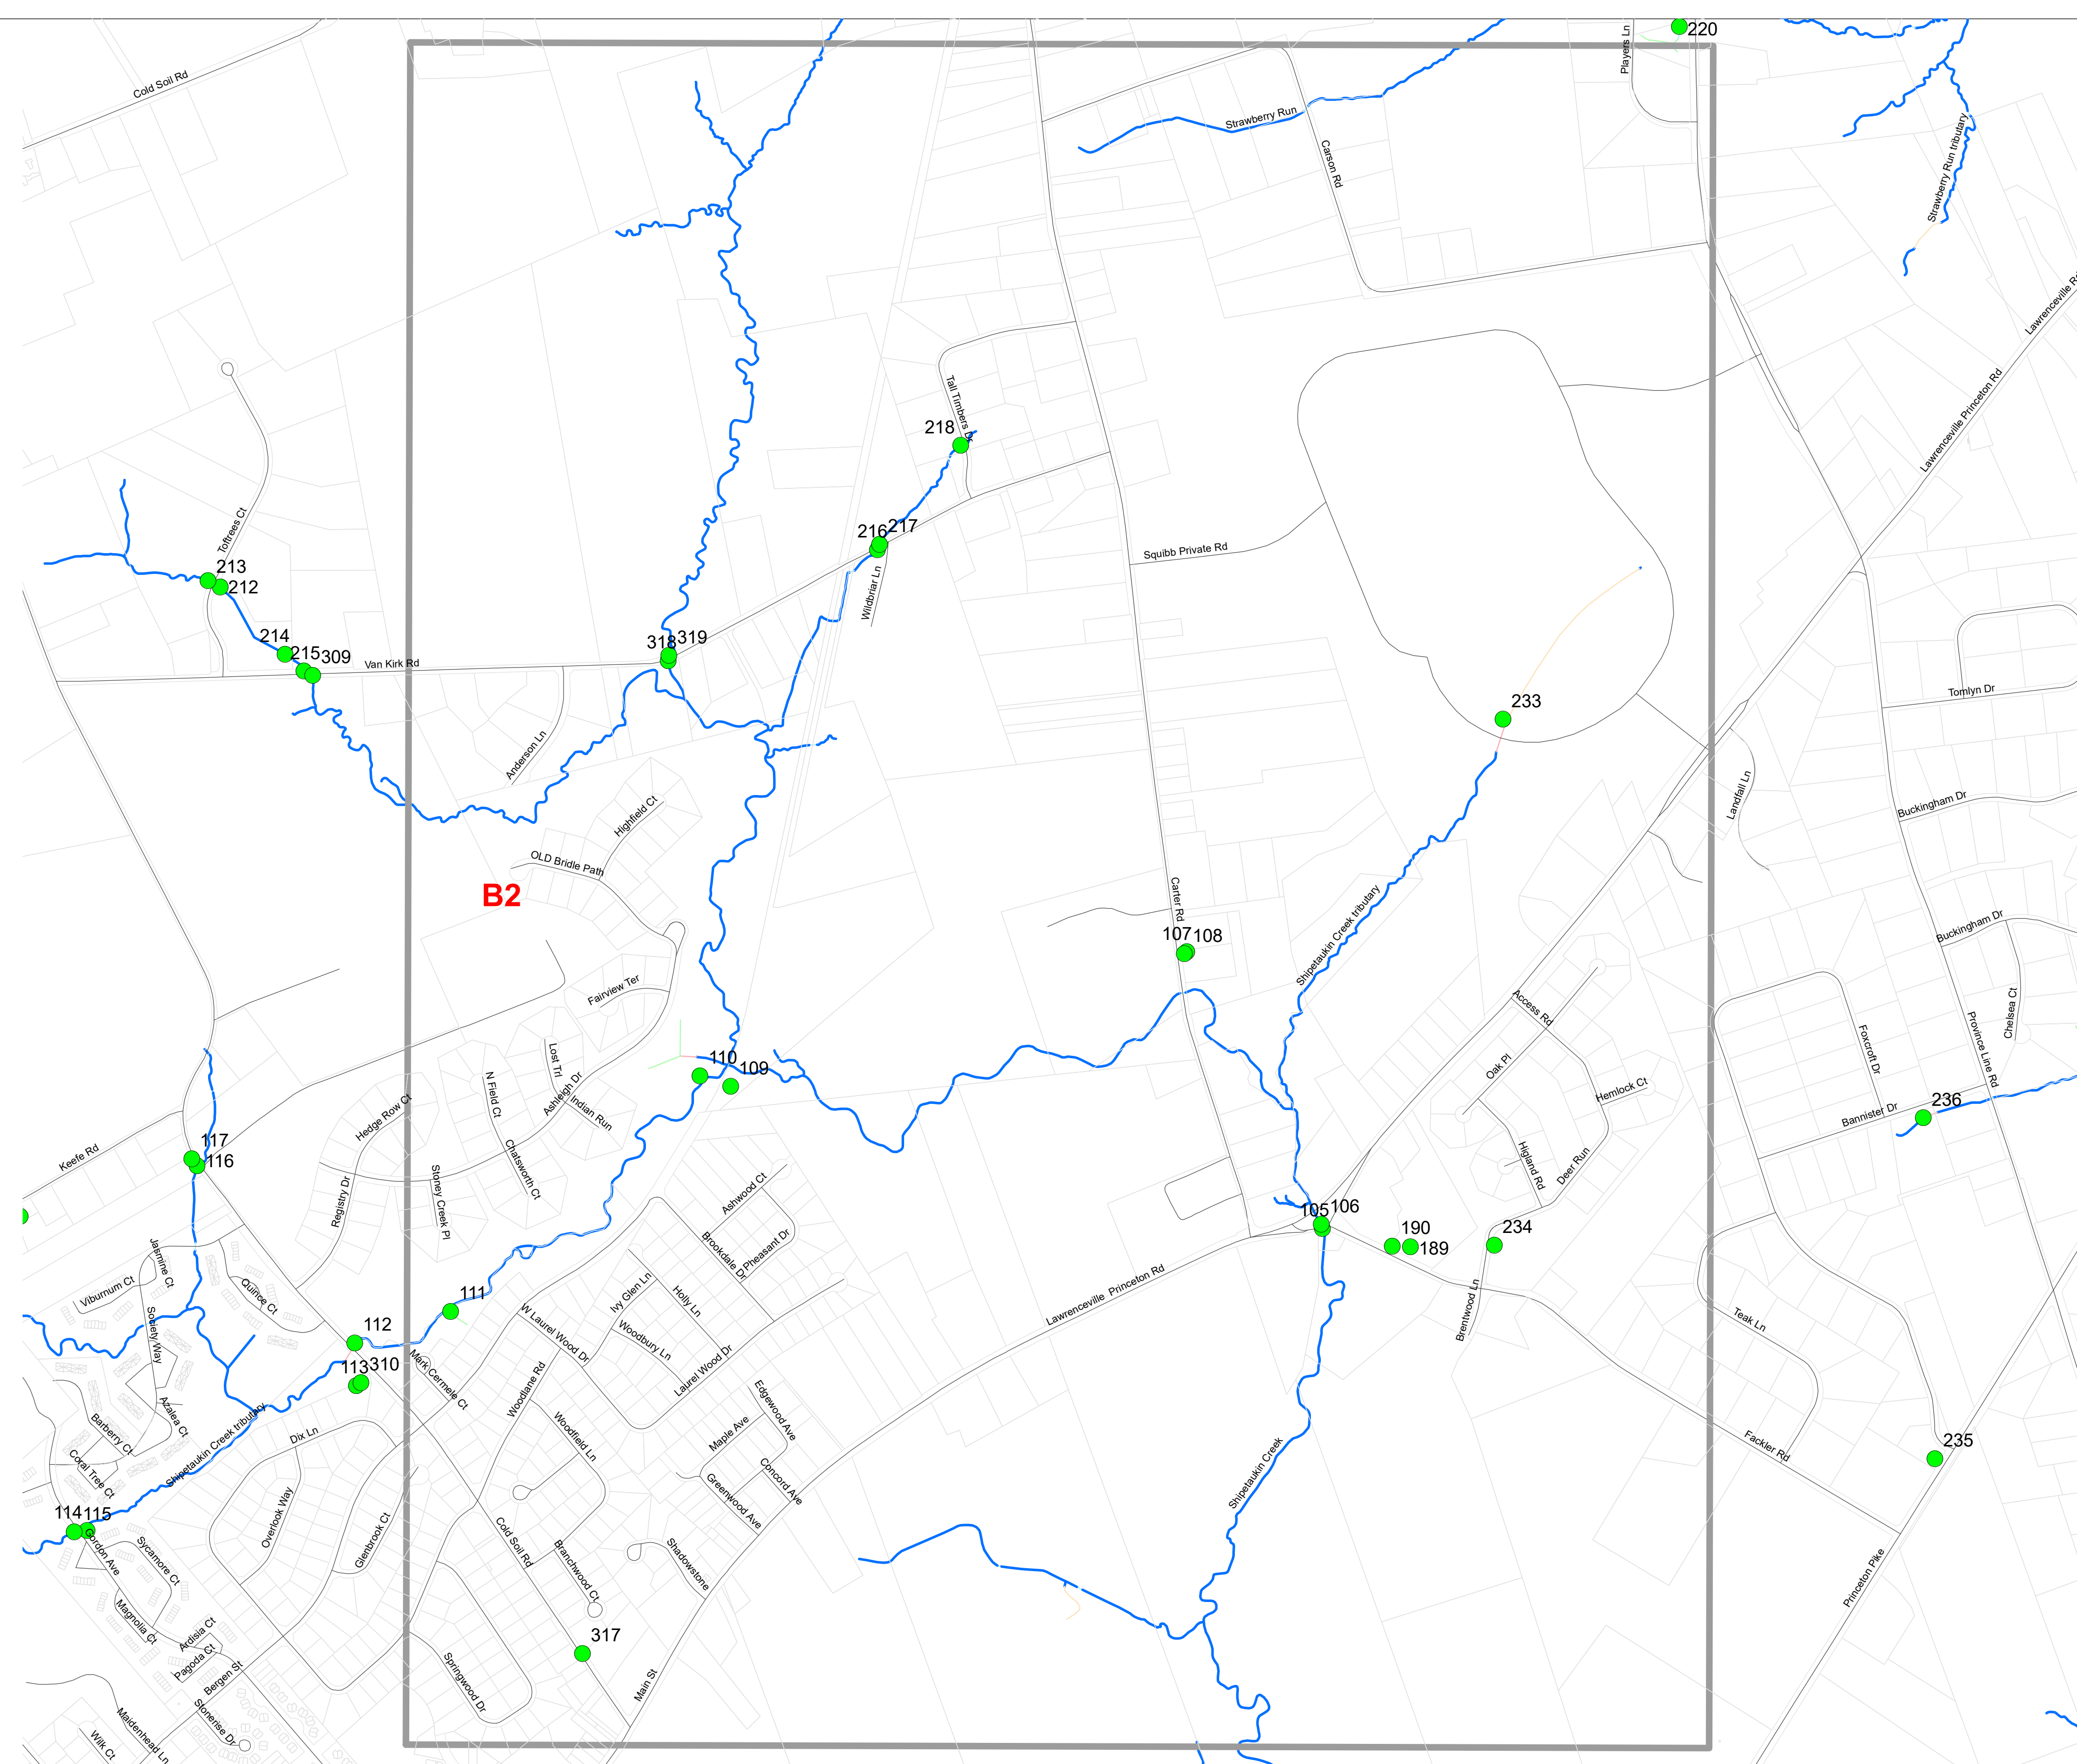 220
Players Ln
Cold Soil Rd
Strawberry Run
Carson Rd
Strawberry Run tributary
Lawrenceville Rd
Lawrenceville Princeton Rd
Tall Timbers Dr
218
216
217
Squibb Private Rd
Toftrees Ct
213
212
Wildbriar Ln
214
215
309
Van Kirk Rd
318
319
233
Tomlyn Dr
Anderson Ln
Landfall Ln
Buckingham Dr
Highfield Ct
OLD Bridle Path
B2
Carter Rd
107
108
Shipetaukin Creek tributary
Buckingham Dr
Fairview Ter
Access Rd
Chelsea Ct
Province Line Rd
Foxcroft Dr
Lost Trl
110
109
Oak Pl
N Field Ct
Ashleigh Dr
Indian Run
Hemlock Ct
Hedge Row Ct
Bannister Dr
236
117
116
Keefe Rd
Chatsworth Ct
Stoney Creek Pl
Registry Dr
Higland Rd
Deer Run
Ashwood Ct
Brookdale Dr
Pheasant Dr
105
106
190
189
234
Jasmine Ct
Viburnum Ct
Quince Ct
Society Way
111
Ivy Glen Ln
Holly Ln
Lawrenceville Princeton Rd
Brentwood Ln
Teak Ln
112
W Laurel Wood Dr
Woodbury Ln
Laurel Wood Dr
113
310
Mark Cermele Ct
Woodlane Rd
Edgewood Ave
Maple Ave
Azalea Ct
Barberry Ct
Shipetaukin Creek tributary
Dix Ln
Woodfield Ln
Fackler Rd
235
Coral Tree Ct
Overlook Way
Greenwood Ave
Concord Ave
Shipetaukin Creek
114
115
Gordon Ave
Sycamore Ct
Glenbrook Ct
Cold Soil Rd
Branchwood Ct
Shadowstone
Princeton Pike
Magnolia Ct
Ardisia Ct
Pagoda Ct
Bergen St
317
Springwood Dr
Main St
Stonerise Dr
Maidenhead Ln
Wilk Ct